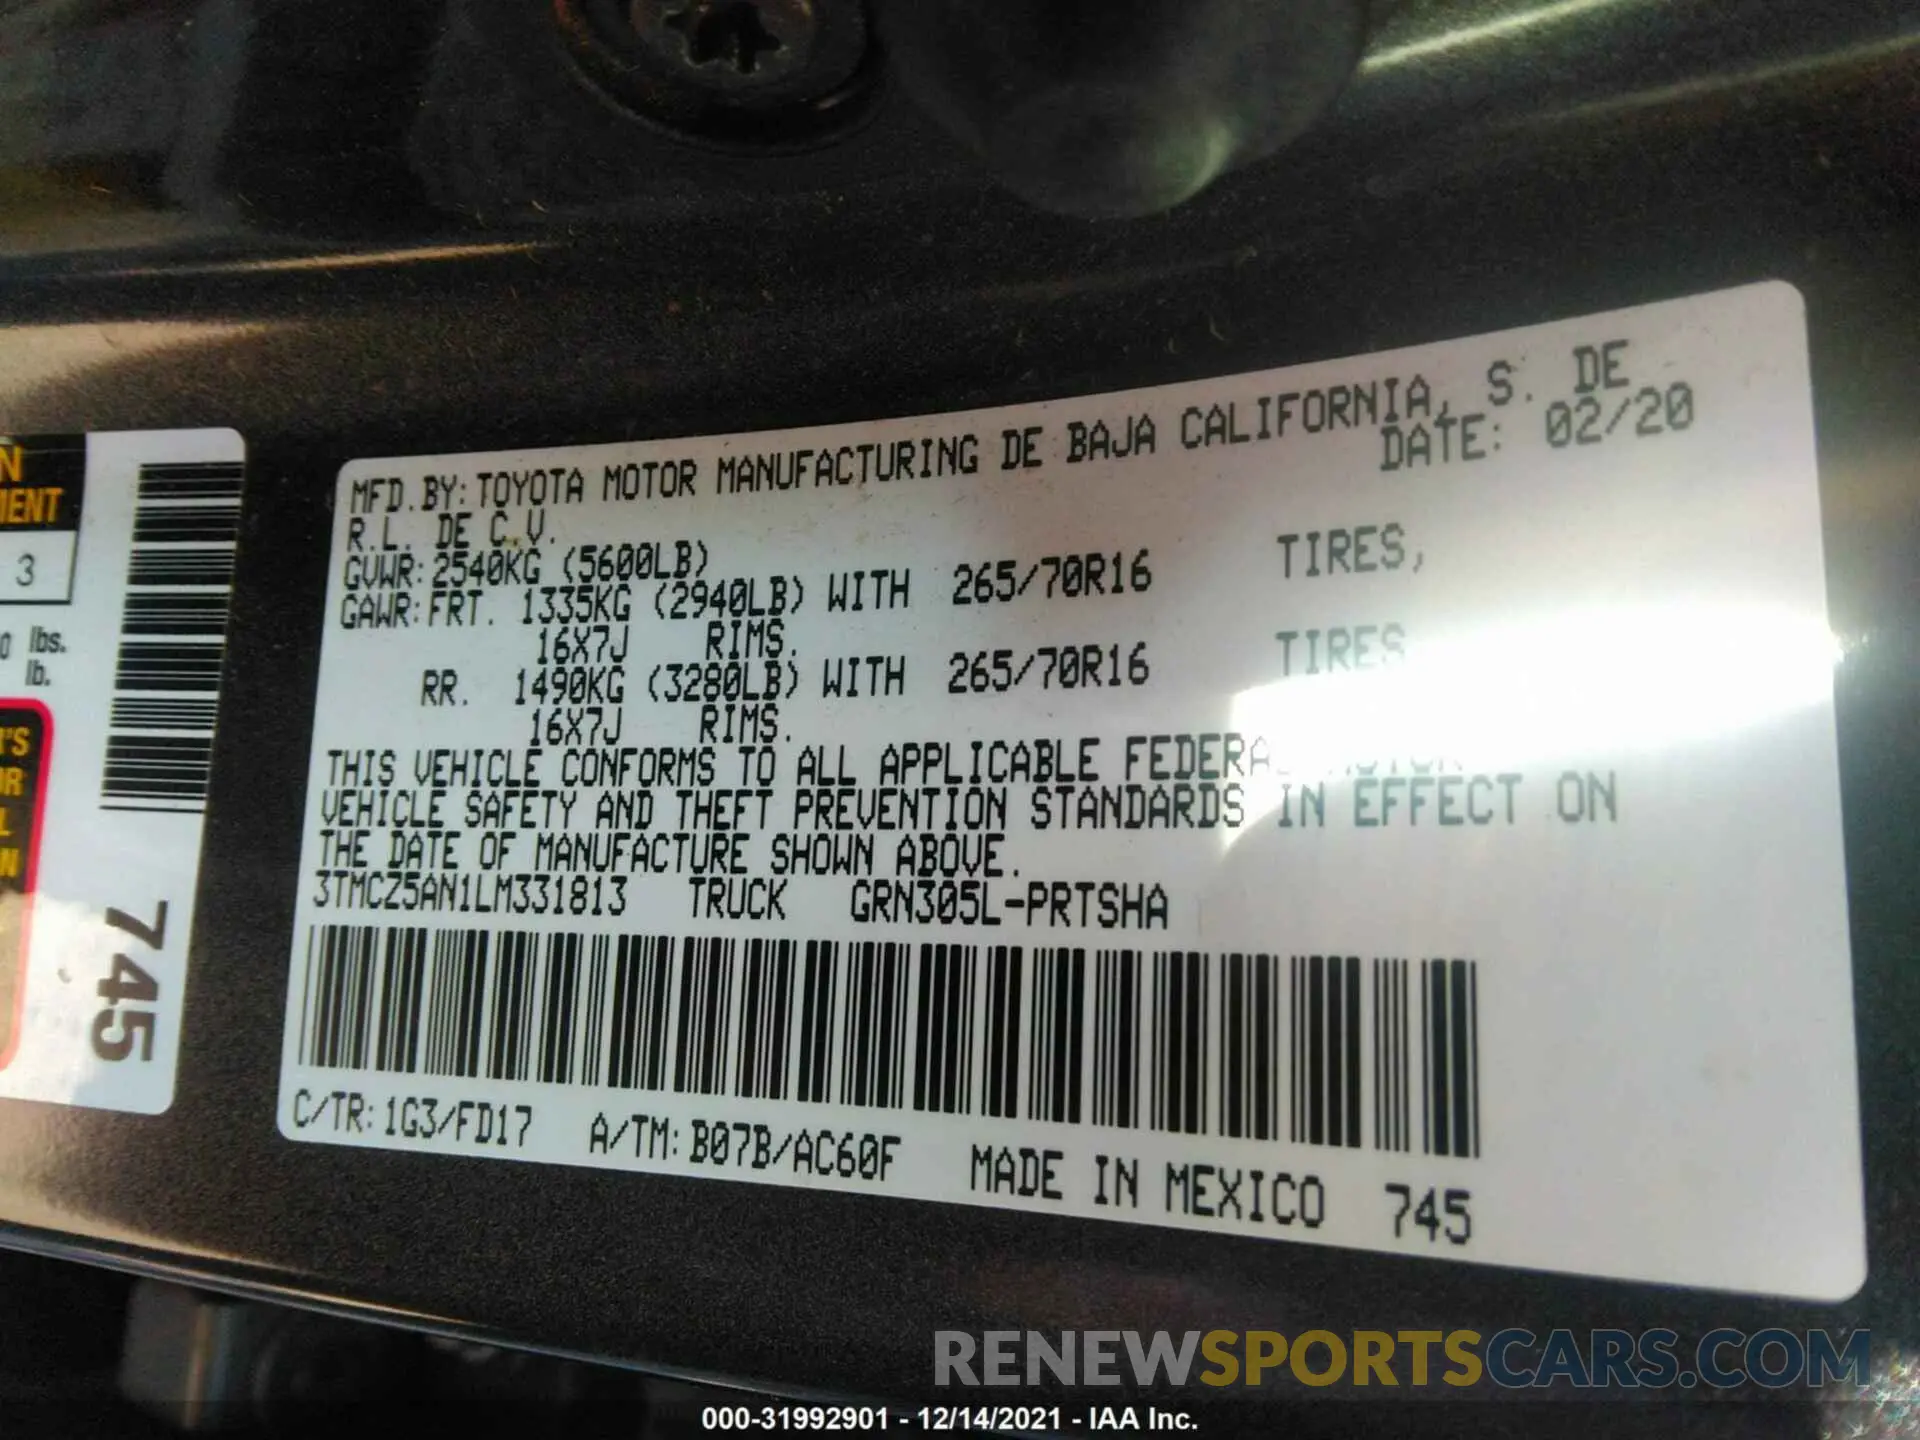 N
MENT
3
0 lbs.
lb.
R'S
OR
L
N
745
MFD.BY:TOYOTA MOTOR MANUFACTURING DE BAJA CALIFORNIA, S. DE
R.L. DE C.V. DATE: 02/20
GVWR:2540KG (5600LB)
GAWR:FRT. 1335KG (2940LB) WITH 265/70R16 TIRES,
16X7J RIMS.
RR. 1490KG (3280LB) WITH 265/70R16 TIRES
16X7J RIMS.
THIS VEHICLE CONFORMS TO ALL APPLICABLE FEDERAL MOTOR
VEHICLE SAFETY AND THEFT PREVENTION STANDARDS IN EFFECT ON
THE DATE OF MANUFACTURE SHOWN ABOVE.
3TMCZ5AN1LM331813 TRUCK GRN305L-PRTSHA
C/TR:1G3/FD17 A/TM:B07B/AC60F MADE IN MEXICO 745
RENEWSPORTSCARS.COM
000-31992901 - 12/14/2021 - IAA Inc.